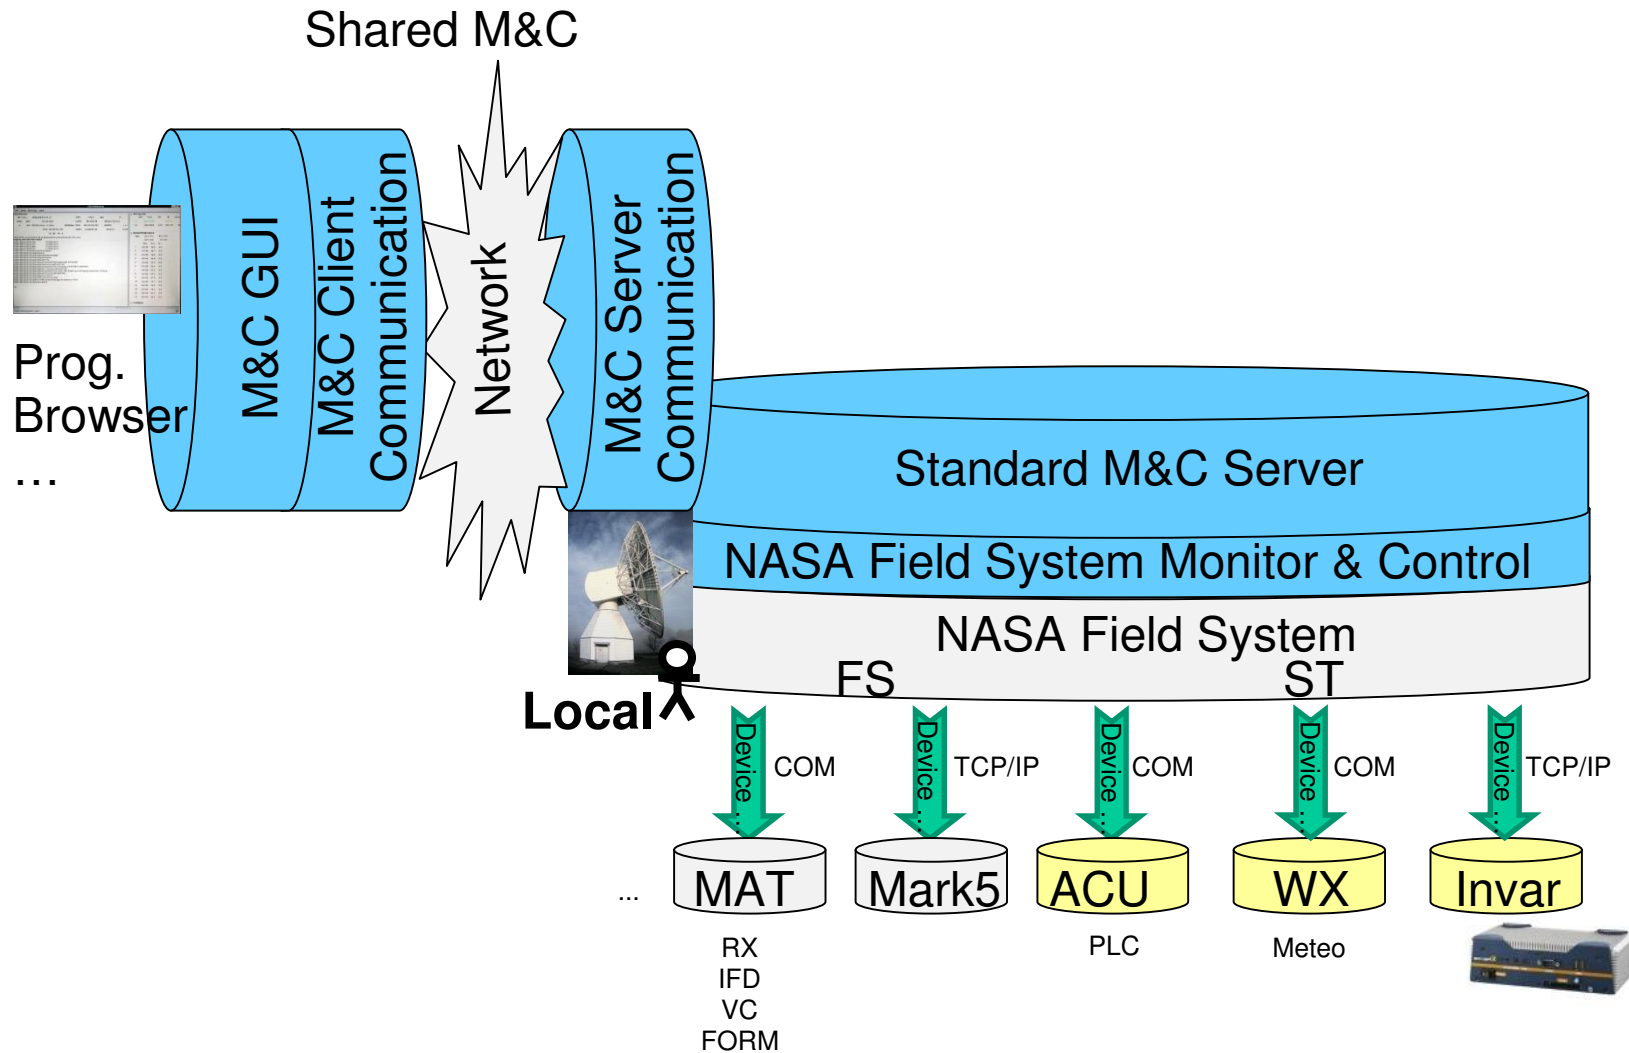 Shared M&C
M&C GUI
M&C Client
Communication
Network
M&C Server
Communication
Prog.
Browser
...
Standard M&C Server
NASA Field System Monitor & Control
NASA Field System
FS ST
Local
Device ... COM
Device ... TCP/IP
Device ... COM
Device ... COM
Device ... TCP/IP
... MAT Mark5 ACU WX Invar
RX
IFD
VC
FORM
PLC
Meteo